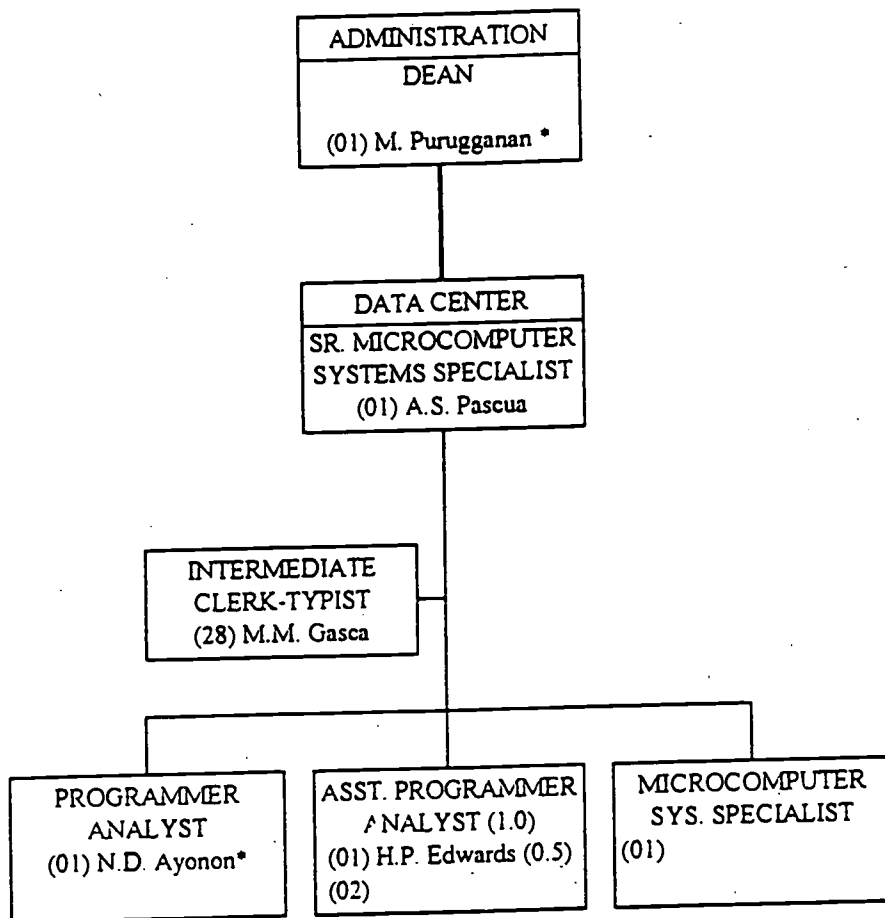 ADMINISTRATION
DEAN
(01) M. Purugganan *
DATA CENTER
SR. MICROCOMPUTER
SYSTEMS SPECIALIST
(01) A.S. Pascua
INTERMEDIATE
CLERK-TYPIST
(28) M.M. Gasca
PROGRAMMER
ANALYST
(01) N.D. Ayonon*
ASST. PROGRAMMER
ANALYST (1.0)
(01) H.P. Edwards (0.5)
(02)
MICROCOMPUTER
SYS. SPECIALIST
(01)